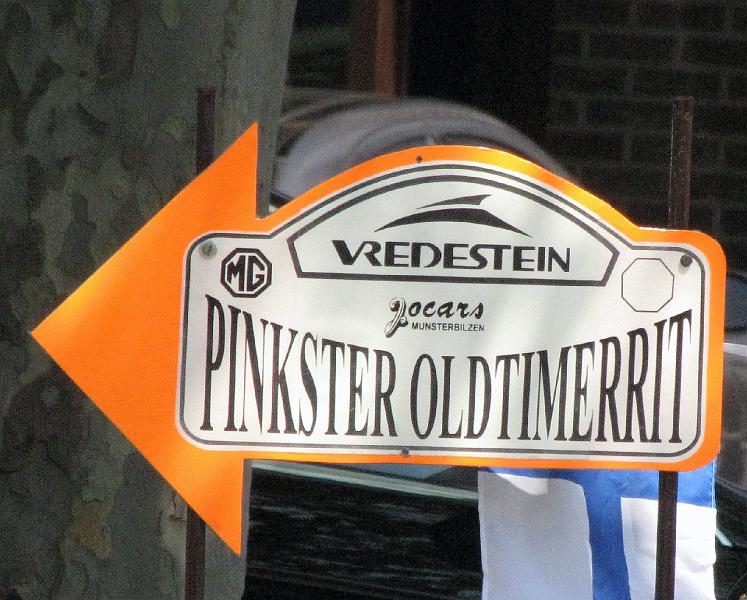 VREDESTEIN
MG
Jocars
MUNSTERBILZEN
PINKSTER OLDTIMERRIT